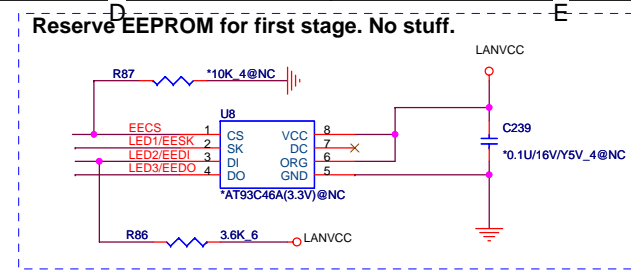 D E
Reserve EEPROM for first stage. No stuff.
LANVCC
R87 *10K_4@NC
U8
EECS 1 CS VCC 8
LED1/EESK 2 SK DC 7
LED2/EEDI 3 DI ORG 6
LED3/EEDO 4 DO GND 5
*AT93C46A(3.3V)@NC
C239
*0.1U/16V/Y5V_4@NC
R86 3.6K_6 LANVCC